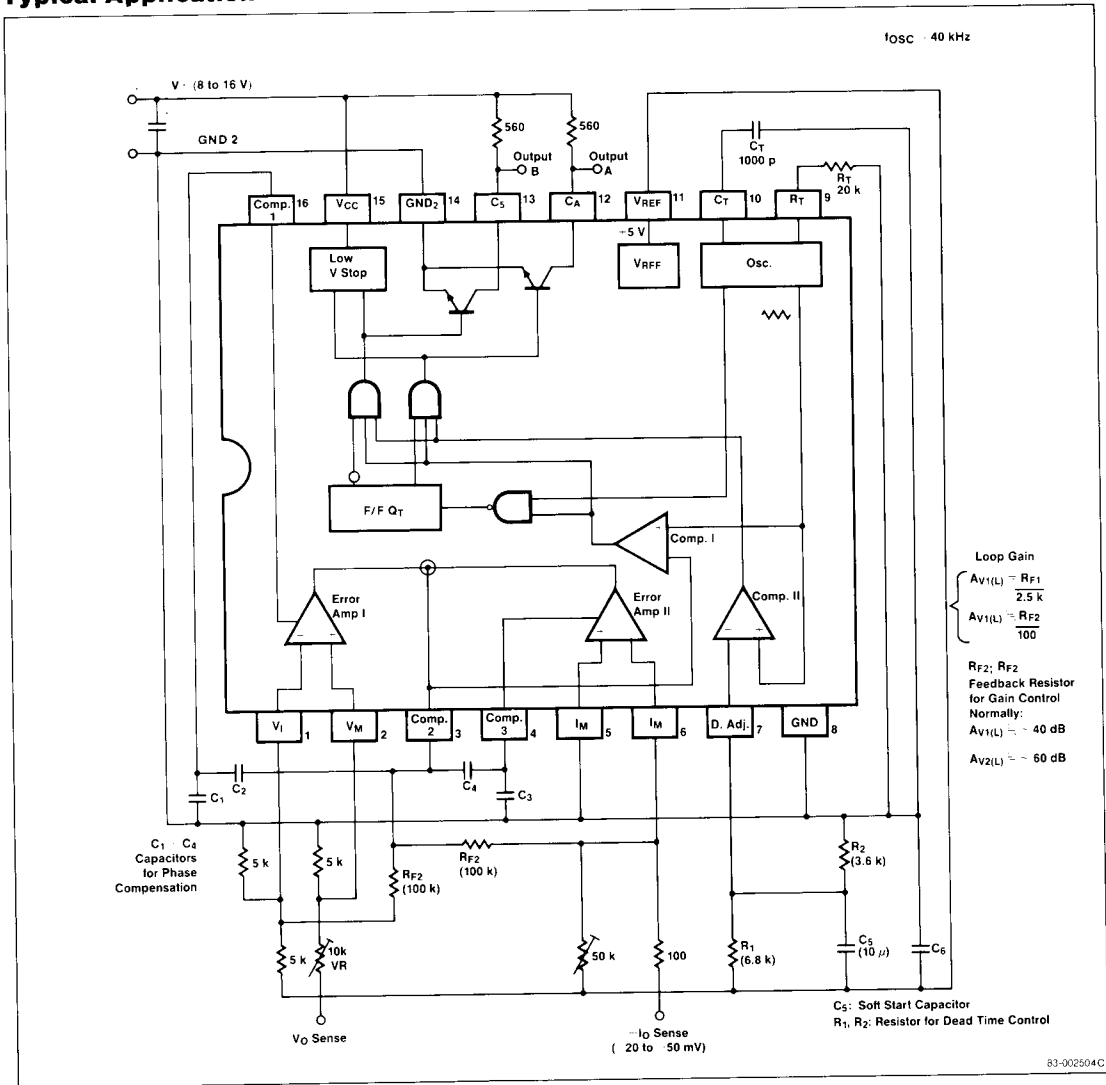 Typical Application
fOSC 40 kHz
V (8 to 16 V)
GND 2
560
560
Output B
Output A
CT
1000 p
RT
20 k
Comp. 1
16
VCC
15
GND2
14
C5
13
CA
12
VREF
11
CT
10
RT
9
+5 V
Low V Stop
VRFF
Osc.
F/F QT
Comp. I
Error Amp I
Error Amp II
Comp. II
VI
1
VM
2
Comp. 2
3
Comp. 3
4
IM
5
IM
6
D. Adj.
7
GND
8
Loop Gain
AV1(L) = RF1
2.5 k
AV1(L) = RF2
100
RF2; RF2
Feedback Resistor
for Gain Control
Normally:
AV1(L) ≒ ~ 40 dB
AV2(L) ≒ ~ 60 dB
C1
C2
C4
C3
C1 - C4
Capacitors
for Phase
Compensation
5 k
5 k
RF2
(100 k)
RF2
(100 k)
R2
(3.6 k)
5 k
10k
VR
50 k
100
R1
(6.8 k)
C5
(10 μ)
C6
VO Sense
-IO Sense
( 20 to -50 mV)
C5: Soft Start Capacitor
R1, R2: Resistor for Dead Time Control
83-002504C